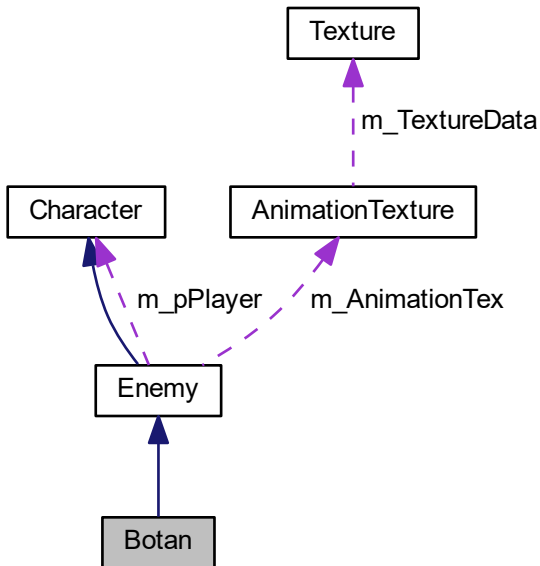 Texture
m_TextureData
Character
AnimationTexture
m_pPlayer
m_AnimationTex
Enemy
Botan